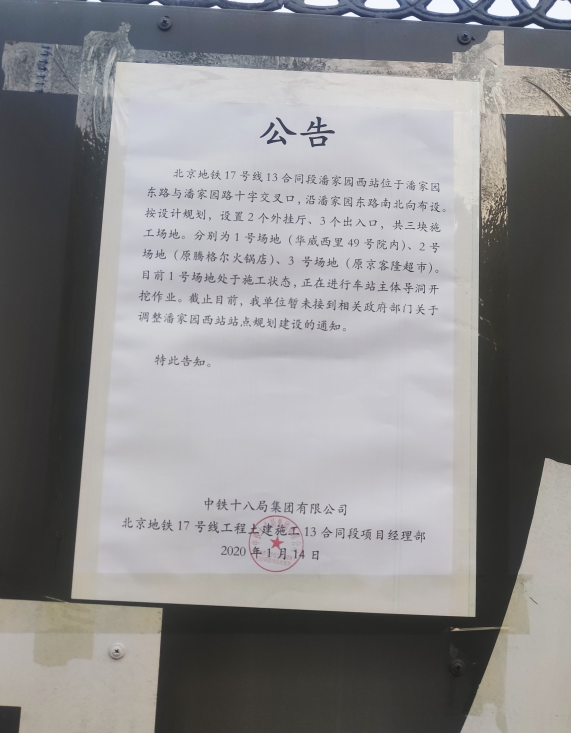 公告
北京地铁17号线13合同段潘家园西站位于潘家园
东路与潘家园路十字交叉口，沿潘家园东路南北向布设。
按设计规划，设置2个外挂厅、3个出入口，共三块施
工场地。分别为1号场地（华威西里49号院内）、2号
场地（原腾格尔火锅店）、3号场地（原京客隆超市）。
目前1号场地处于施工状态，正在进行车站主体导洞开
挖作业。截止目前，我单位暂未接到相关政府部门关于
调整潘家园西站站点规划建设的通知。
特此告知。
中铁十八局集团有限公司
北京地铁17号线工程土建施工13合同段项目经理部
2020年1月14日